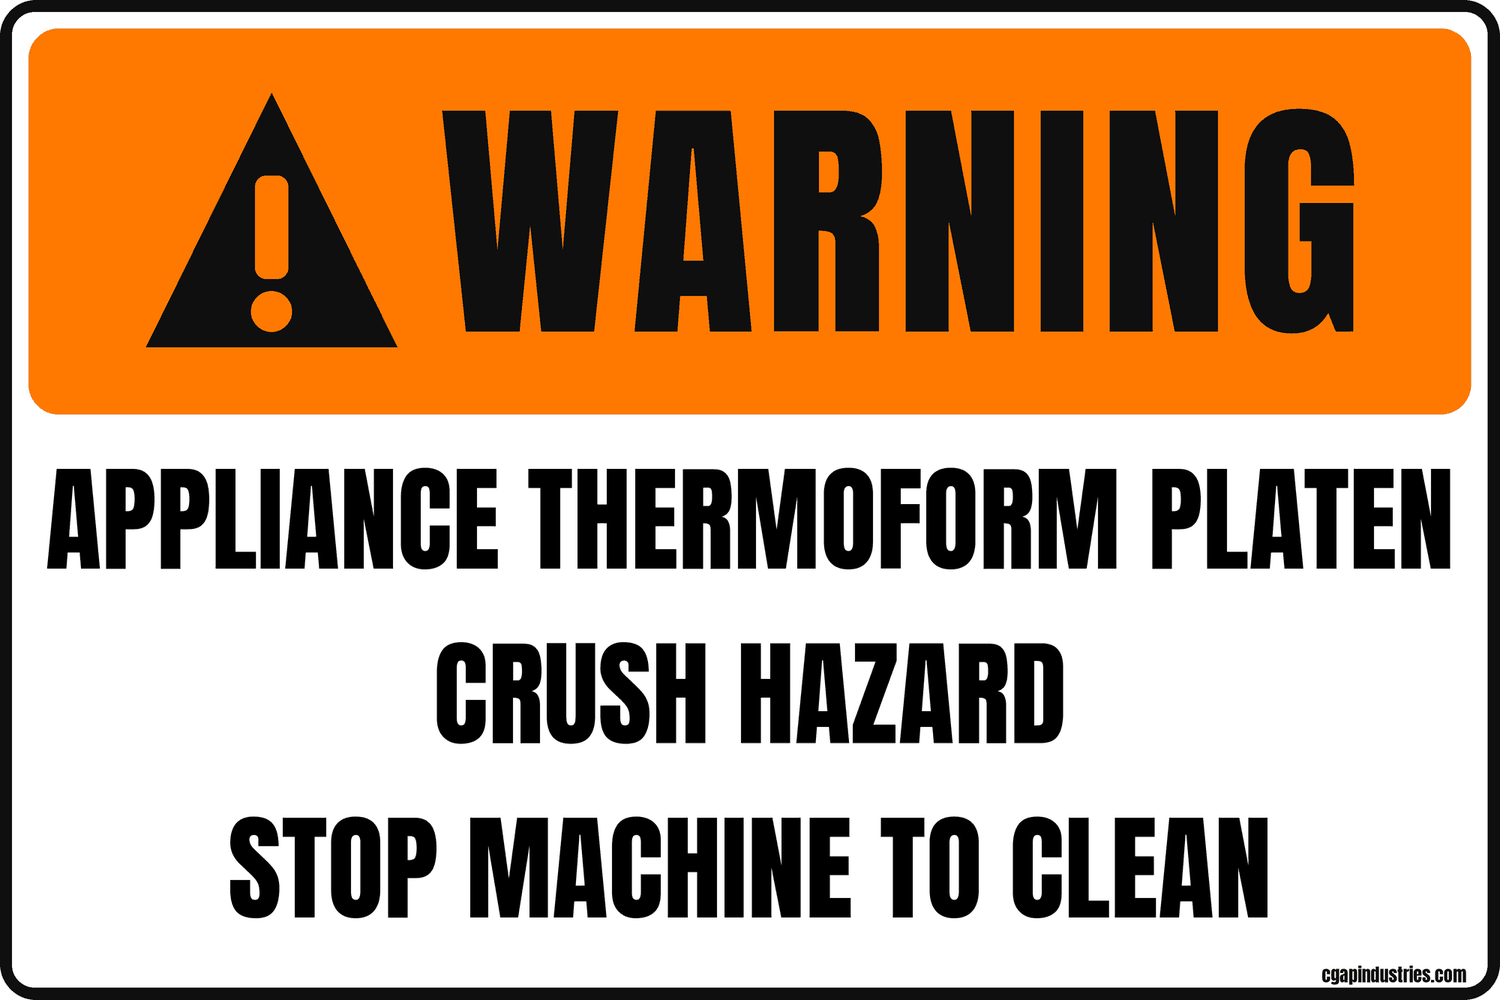 WARNING
APPLIANCE THERMOFORM PLATEN
CRUSH HAZARD
STOP MACHINE TO CLEAN
cgapindustries.com